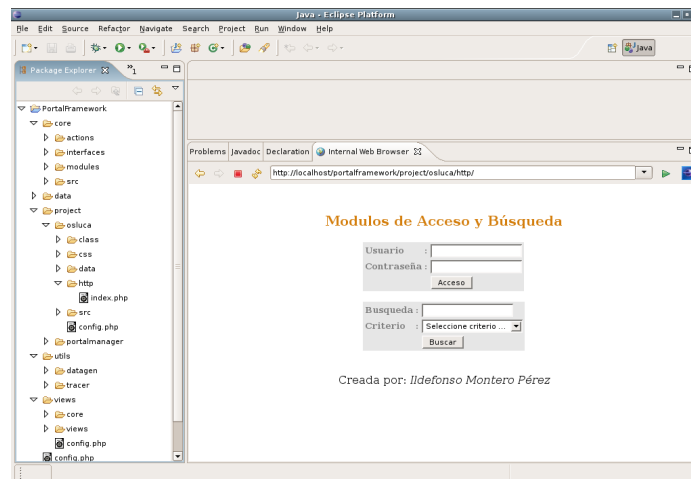 Java - Eclipse Platform
File Edit Source Refactor Navigate Search Project Run Window Help
Java
Package Explorer
»1
PortalFramework
core
actions
interfaces
modules
src
data
project
osluca
class
css
data
http
index.php
src
config.php
portalmanager
utils
datagen
tracer
views
core
views
config.php
config.php
Problems Javadoc Declaration Internal Web Browser
http://localhost/portalframework/project/osluca/http/
Modulos de Acceso y Búsqueda
Usuario :
Contraseña :
Acceso
Busqueda :
Criterio : Seleccione criterio ...
Buscar
Creada por: Ildefonso Montero Pérez